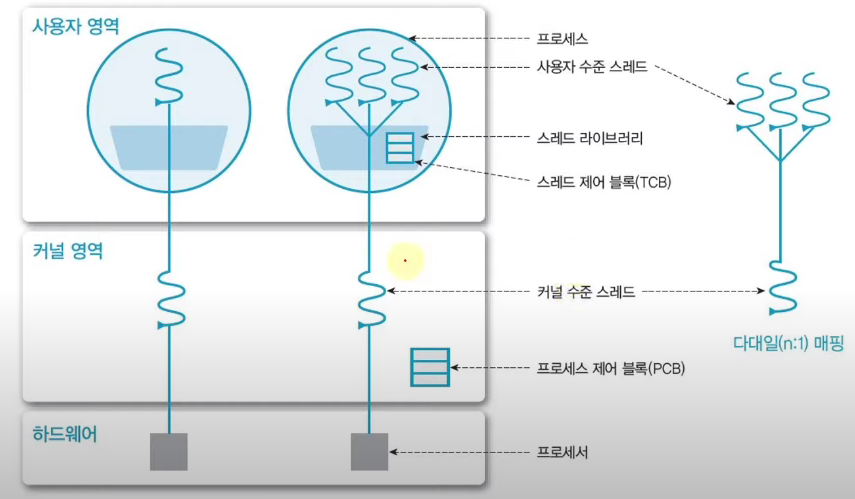 사용자 영역
프로세스
사용자 수준 스레드
스레드 라이브러리
스레드 제어 블록(TCB)
커널 영역
커널 수준 스레드
다대일(n:1) 매핑
프로세스 제어 블록(PCB)
하드웨어
프로세서